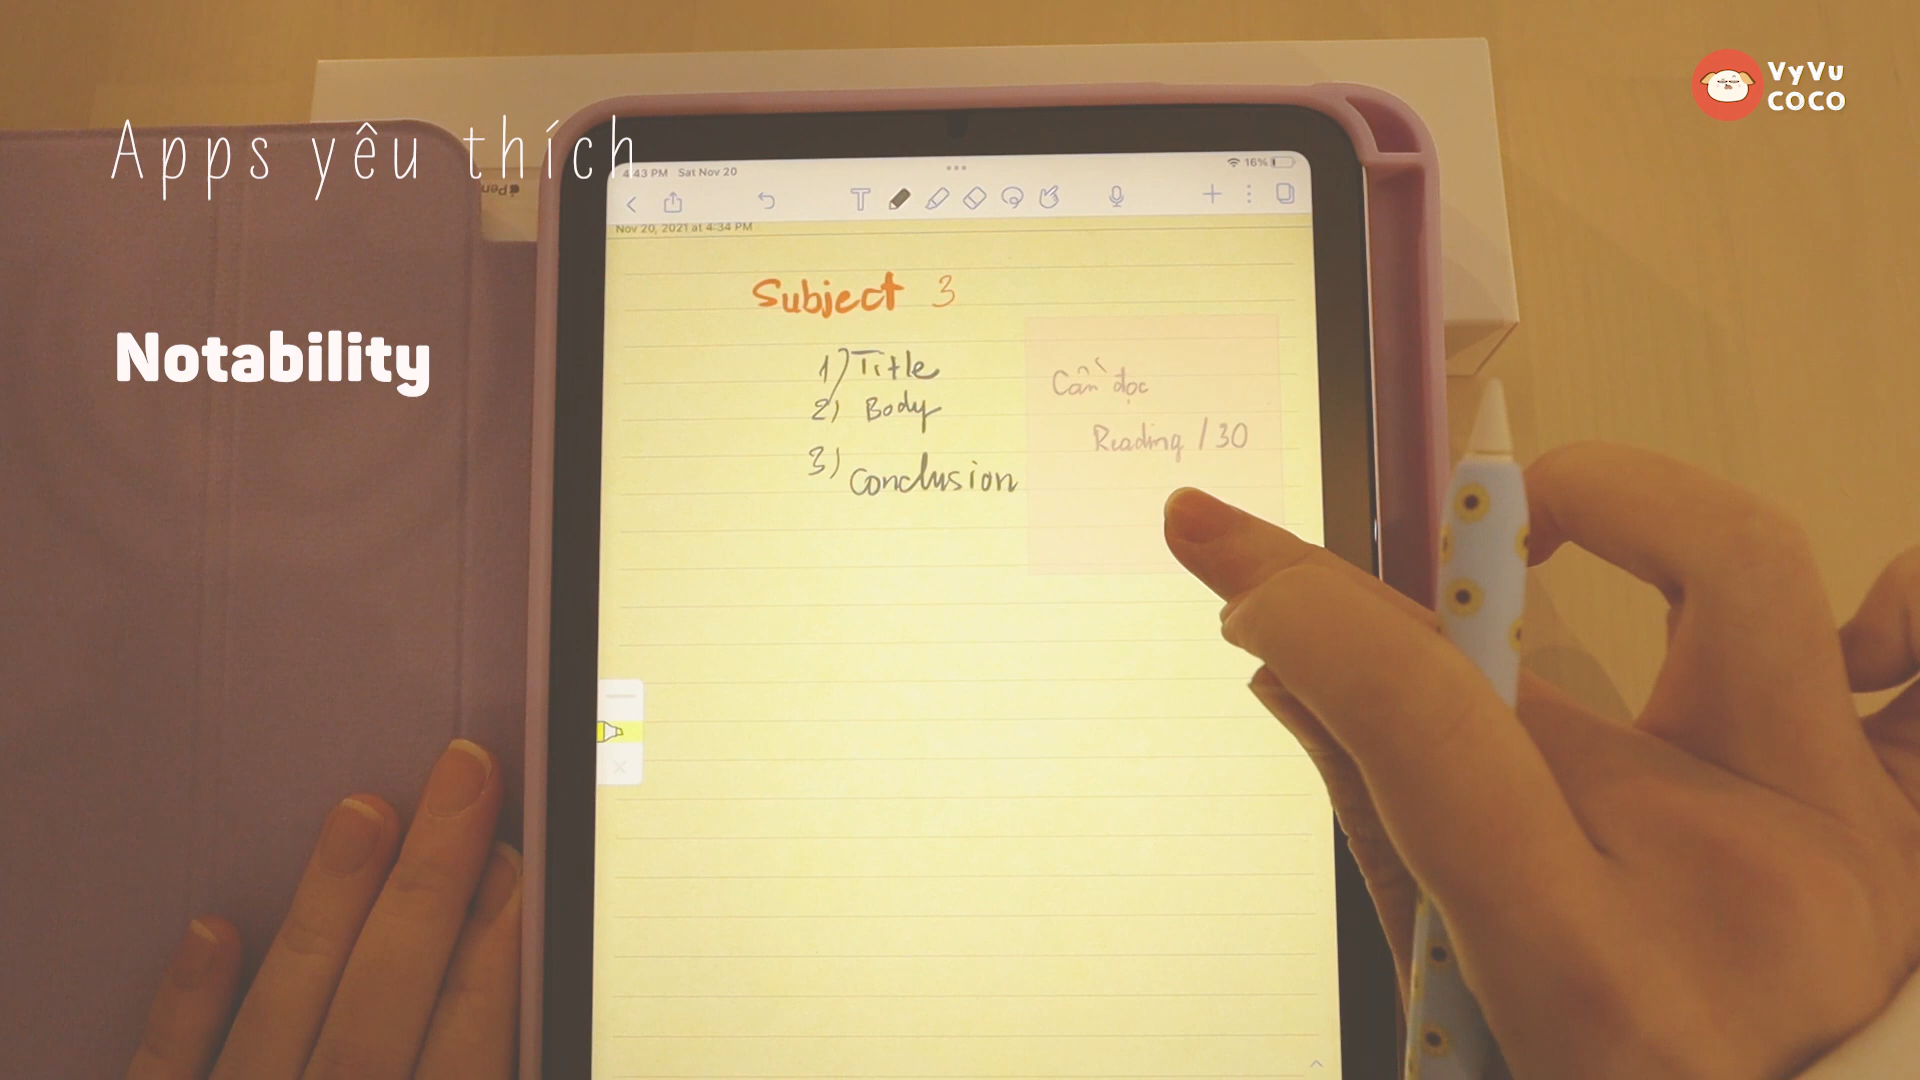 VyVu
COCO
Apps yêu thích
Notability
Pen
4:43 PM Sat Nov 20
16%
Nov 20, 2021 at 4:34 PM
Subject 3
1) Title
2) Body
3) Conclusion
Cần đọc
Reading / 30